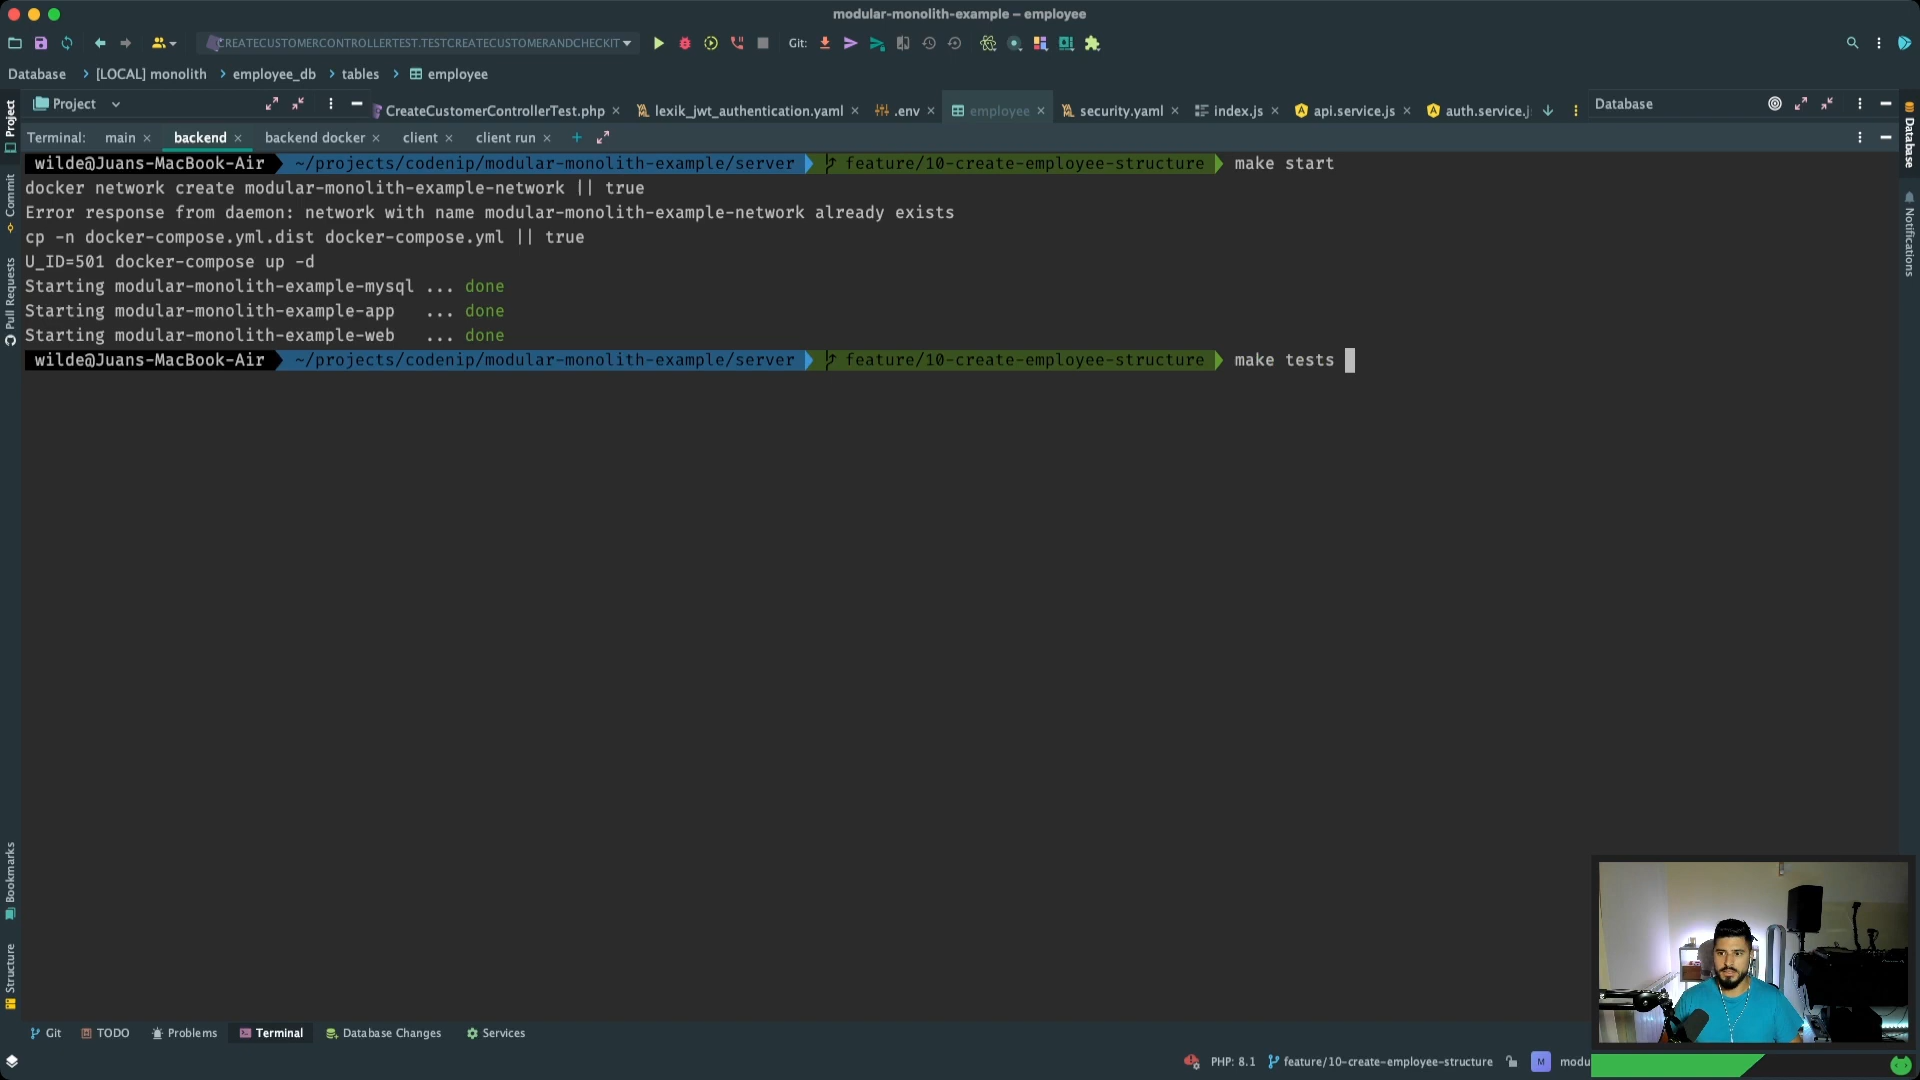 modular-monolith-example – employee
CREATECUSTOMERCONTROLLERTEST.TESTCREATECUSTOMERANDCHECKIT
Git:
Database > [LOCAL] monolith > employee_db > tables > employee
Project
CreateCustomerControllerTest.php × lexik_jwt_authentication.yaml × .env × employee × security.yaml × index.js × api.service.js × auth.service.j
Database
Terminal: main × backend × backend docker × client × client run × +
wilde@Juans-MacBook-Air ~/projects/codenip/modular-monolith-example/server feature/10-create-employee-structure make start
docker network create modular-monolith-example-network || true
Error response from daemon: network with name modular-monolith-example-network already exists
cp -n docker-compose.yml.dist docker-compose.yml || true
U_ID=501 docker-compose up -d
Starting modular-monolith-example-mysql ... done
Starting modular-monolith-example-app ... done
Starting modular-monolith-example-web ... done
wilde@Juans-MacBook-Air ~/projects/codenip/modular-monolith-example/server feature/10-create-employee-structure make tests
Project
Commit
Pull Requests
Bookmarks
Structure
Database
Notifications
Git TODO Problems Terminal Database Changes Services
PHP: 8.1 feature/10-create-employee-structure M modu